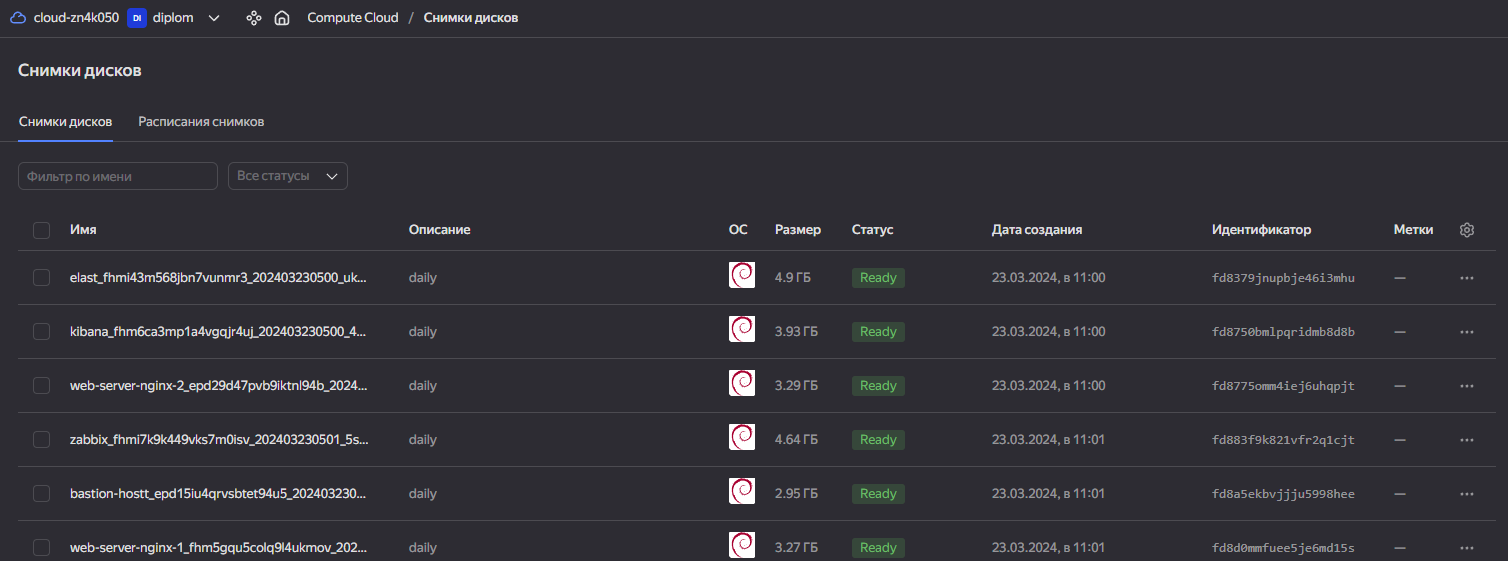 cloud-zn4k050 DI diplom Compute Cloud / Снимки дисков
Снимки дисков
Снимки дисков Расписания снимков
Фильтр по имени Все статусы
Имя Описание ОС Размер Статус Дата создания Идентификатор Метки
elast_fhmi43m568jbn7vunmr3_202403230500_uk... daily 4.9 ГБ Ready 23.03.2024, в 11:00 fd8379jnupbje46i3mhu —
kibana_fhm6ca3mp1a4vgqjr4uj_202403230500_4... daily 3.93 ГБ Ready 23.03.2024, в 11:00 fd8750bmlpqridmb8d8b —
web-server-nginx-2_epd29d47pvb9iktnl94b_2024... daily 3.29 ГБ Ready 23.03.2024, в 11:00 fd8775omm4iej6uhqpjt —
zabbix_fhmi7k9k449vks7m0isv_202403230501_5s... daily 4.64 ГБ Ready 23.03.2024, в 11:01 fd883f9k821vfr2q1cjt —
bastion-hostt_epd15iu4qrvsbtet94u5_202403230... daily 2.95 ГБ Ready 23.03.2024, в 11:01 fd8a5ekbvjjju5998hee —
web-server-nginx-1_fhm5gqu5colq9l4ukmov_202... daily 3.27 ГБ Ready 23.03.2024, в 11:01 fd8d0mmfuee5je6md15s —